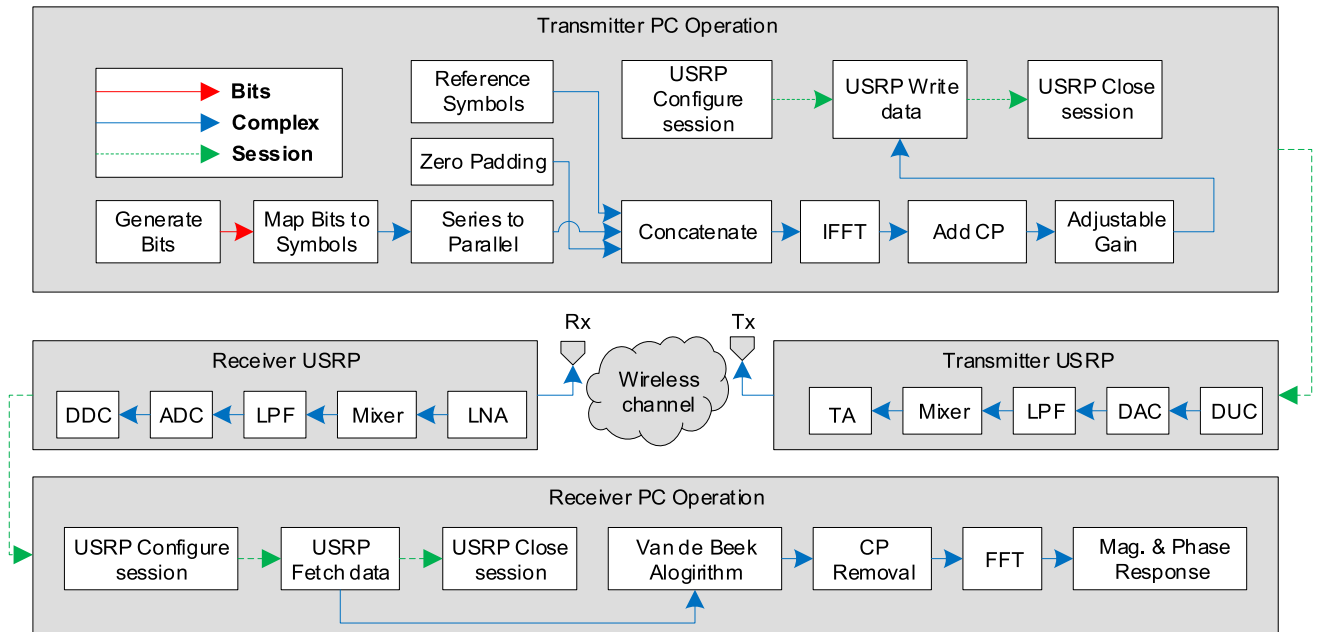 Transmitter PC Operation
Bits
Complex
Session
Reference
Symbols
Zero Padding
USRP
Configure
session
USRP Write
data
USRP Close
session
Generate
Bits
Map Bits to
Symbols
Series to
Parallel
Concatenate
IFFT
Add CP
Adjustable
Gain
Rx
Tx
Wireless
channel
Receiver USRP
DDC
ADC
LPF
Mixer
LNA
Transmitter USRP
TA
Mixer
LPF
DAC
DUC
Receiver PC Operation
USRP Configure
session
USRP
Fetch data
USRP Close
session
Van de Beek
Alogirithm
CP
Removal
FFT
Mag. & Phase
Response